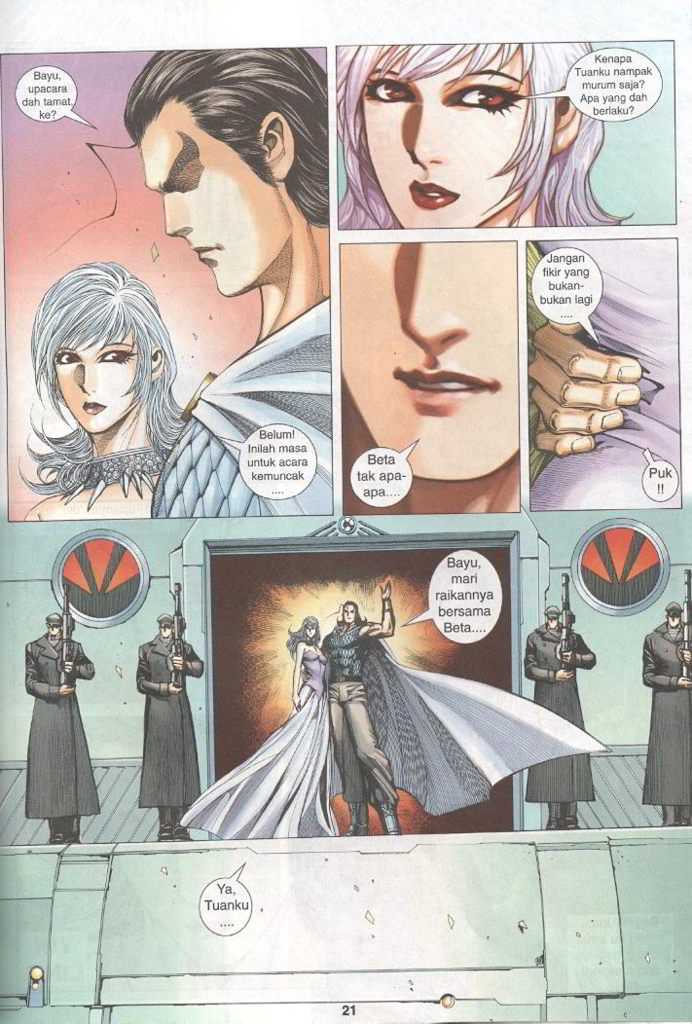 Bayu,
upacara
dah tamat,
ke?
Belum!
Inilah masa
untuk acara
kemuncak
....
Kenapa
Tuanku nampak
murum saja?
Apa yang dah
berlaku?
Beta
tak apa-
apa....
Jangan
fikir yang
bukan-
bukan lagi
....
Puk
!!
Bayu,
mari
raikannya
bersama
Beta....
Ya,
Tuanku
....
21